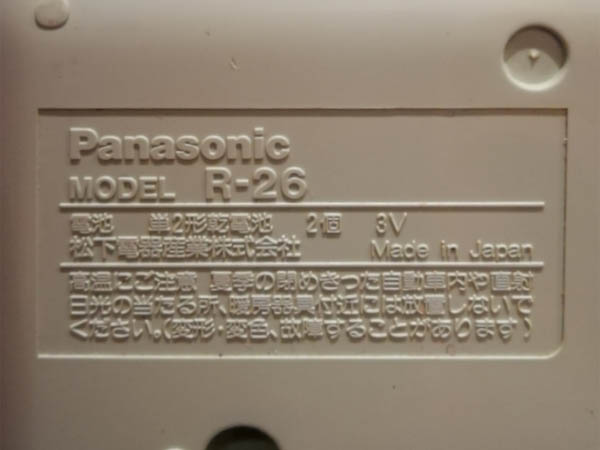 Panasonic
MODEL R-26
電池 単2形乾電池 2個 3V
松下電器産業株式会社 Made in Japan
高温にご注意 夏季の閉めきった自動車内や直射
日光の当たる所、暖房器具付近には放置しないで
ください。(変形・変色、故障することがあります)